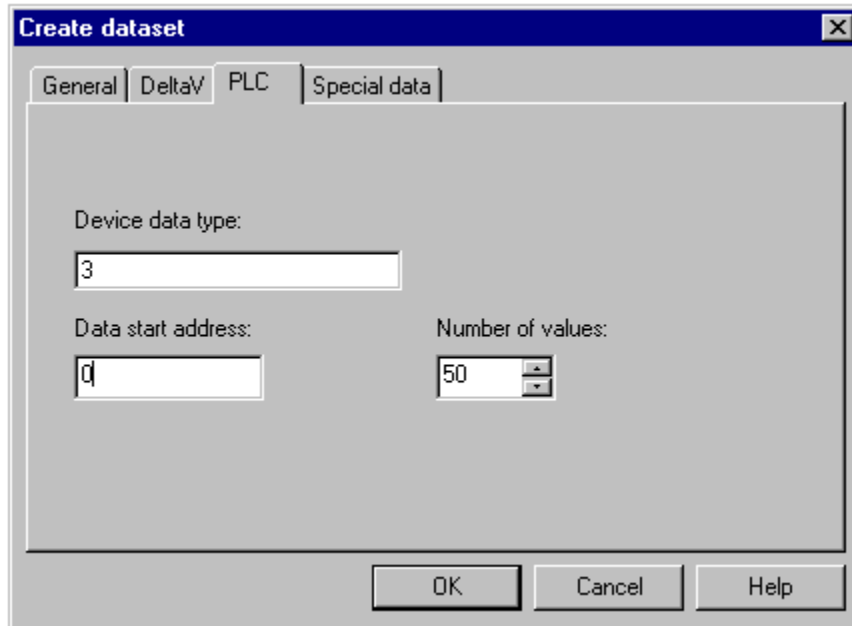 Create dataset
General DeltaV PLC Special data
Device data type:
3
Data start address: Number of values:
0 50
OK Cancel Help